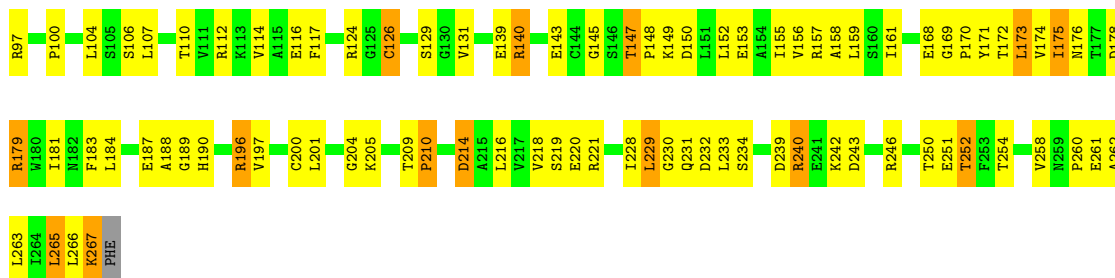 R97 P100 L104 S105 S106 L107 T110 V111 R112 K113 V114 A115 E116 F117 R124 G125 C126 S129 G130 V131 E139 R140 E143 C144 G145 S146 T147 P148 K149 D150 L151 L152 E153 A154 I155 V156 R157 A158 L159 S160 I161 E168 G169 P170 Y171 T172 L173 V174 I175 N176 T177 P178
R179 W180 I181 N182 F183 L184 E187 A188 G189 H190 R196 V197 C200 L201 G204 K205 T209 P210 D214 A215 L216 V217 V218 S219 E220 R221 I228 L229 G230 Q231 D232 L233 S234 D239 R240 E241 K242 D243 R246 T250 E251 T252 F253 T254 V258 N259 P260 E261 A262
L263 I264 L265 L266 K267 PHE